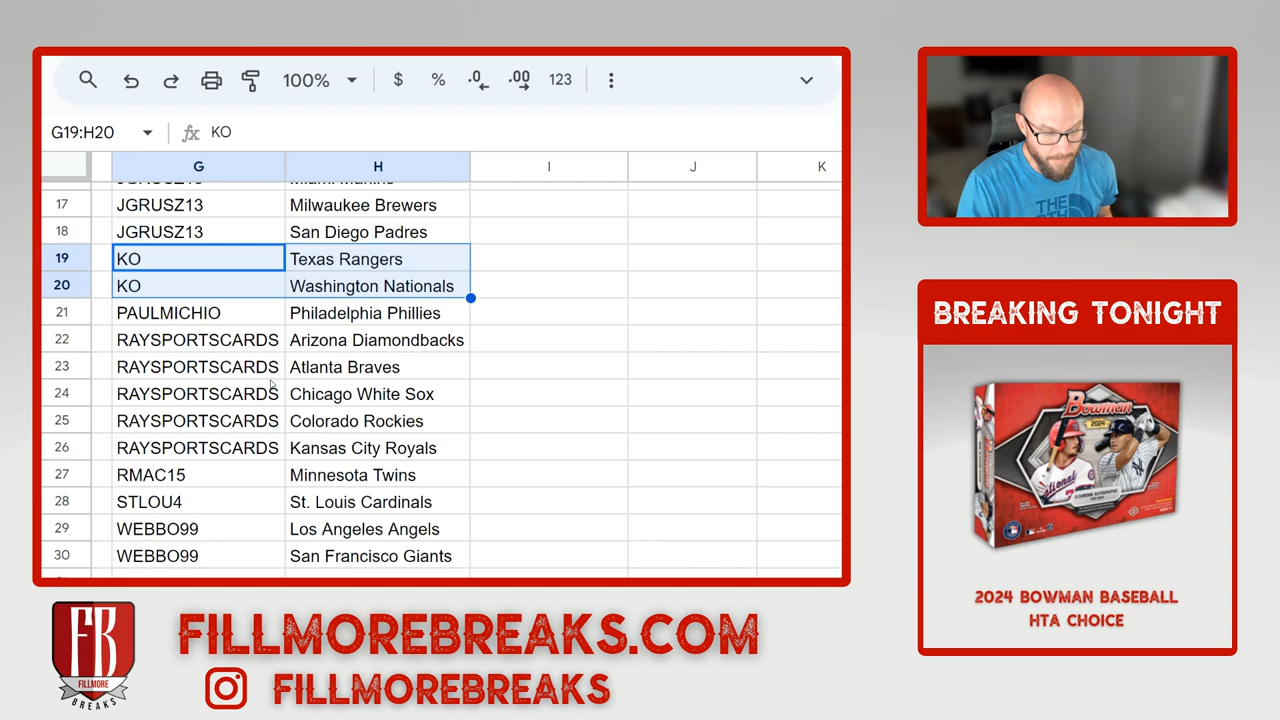 100% $ % .0 .00 123
G19:H20 fx KO
G H I J K
17 JGRUSZ13 Milwaukee Brewers
18 JGRUSZ13 San Diego Padres
19 KO Texas Rangers
20 KO Washington Nationals
21 PAULMICHIO Philadelphia Phillies
22 RAYSPORTSCARDS Arizona Diamondbacks
23 RAYSPORTSCARDS Atlanta Braves
24 RAYSPORTSCARDS Chicago White Sox
25 RAYSPORTSCARDS Colorado Rockies
26 RAYSPORTSCARDS Kansas City Royals
27 RMAC15 Minnesota Twins
28 STLOU4 St. Louis Cardinals
29 WEBBO99 Los Angeles Angels
30 WEBBO99 San Francisco Giants
THE
BREAKING TONIGHT
Bowman
2024
2024 BOWMAN BASEBALL
HTA CHOICE
FB
FILLMORE
BREAKS
FILLMOREBREAKS.COM
FILLMOREBREAKS